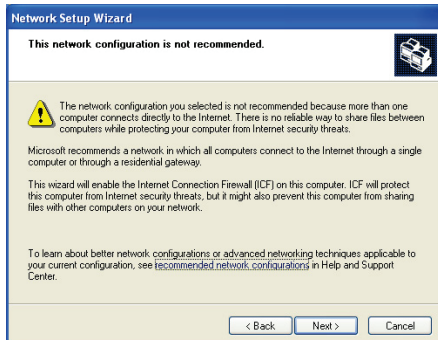 Network Setup Wizard
This network configuration is not recommended.
The network configuration you selected is not recommended because more than one
computer connects directly to the Internet. There is no reliable way to share files between
computers while protecting your computer from Internet security threats.
Microsoft recommends a network in which all computers connect to the Internet through a single
computer or through a residential gateway.
This wizard will enable the Internet Connection Firewall (ICF) on this computer. ICF will protect
this computer from Internet security threats, but it might also prevent this computer from sharing
files with other computers on your network.
To learn about better network configurations or advanced networking techniques applicable to
your current configuration, see recommended network configurations in Help and Support
Center.
< Back Next > Cancel